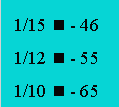 1/15 ■ - 46
1/12 ■ - 55
1/10 ■ - 65